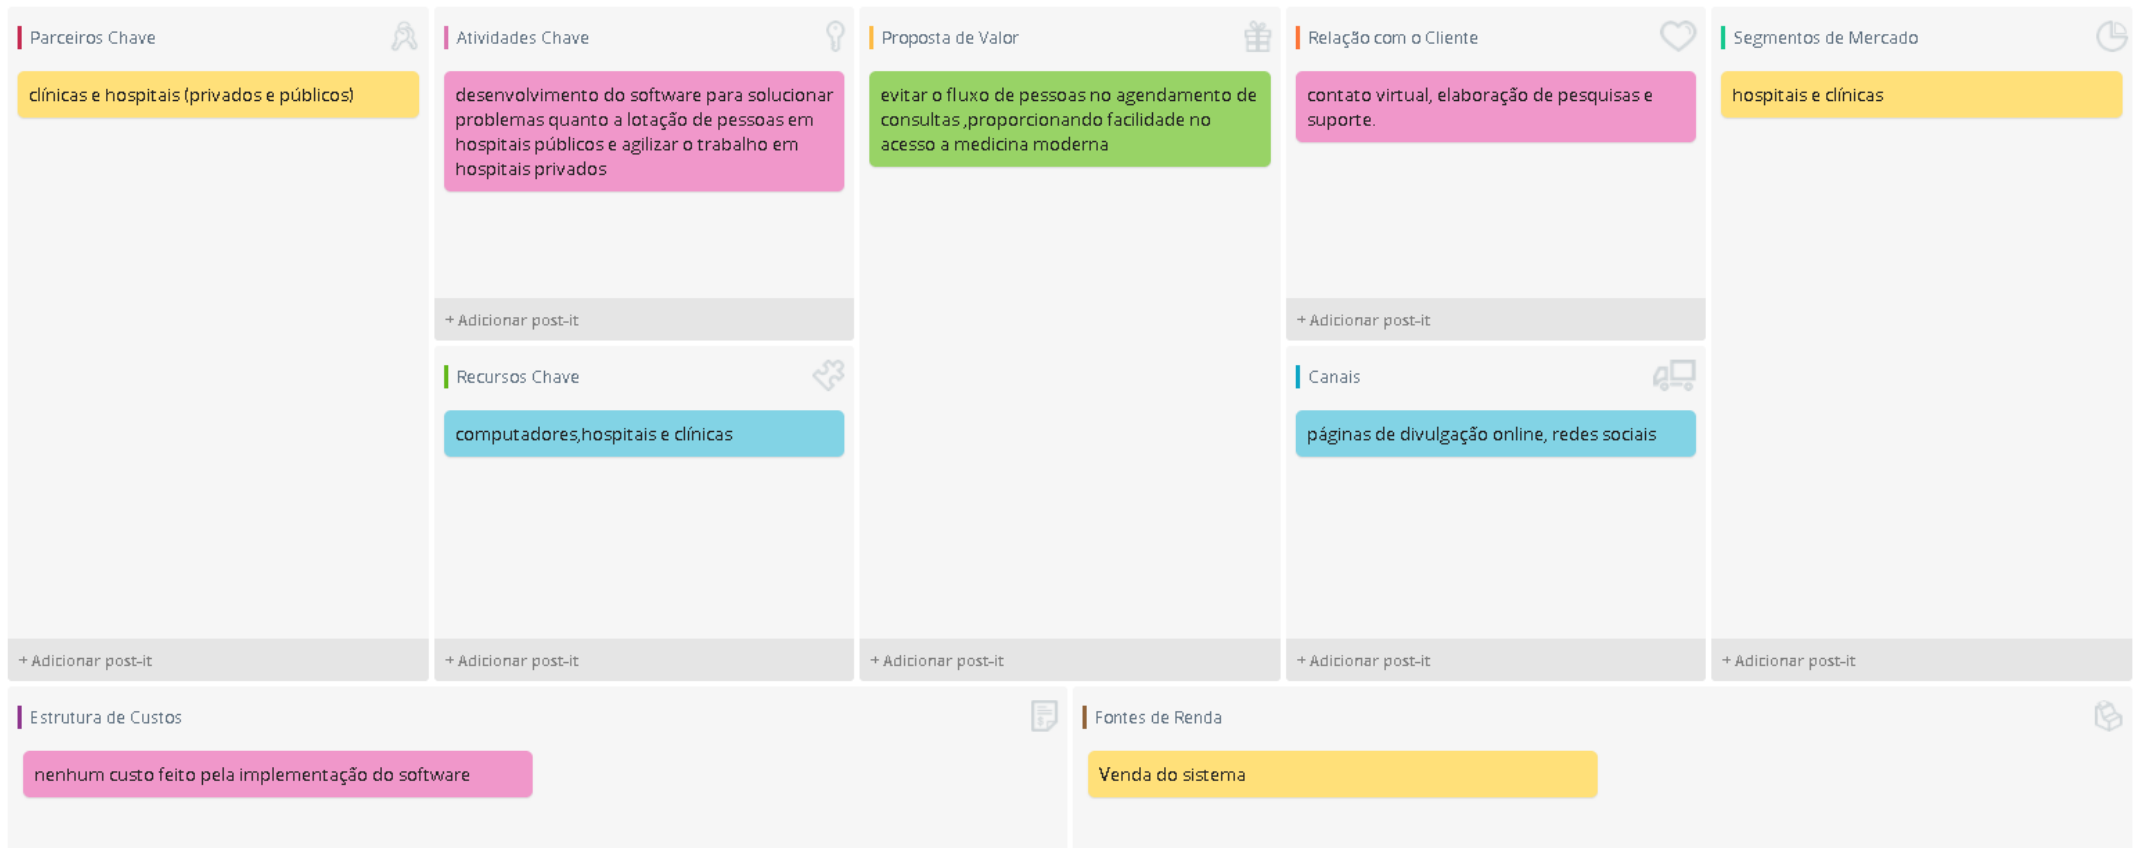 Parceiros Chave
clínicas e hospitais (privados e públicos)
+ Adicionar post-it
Atividades Chave
desenvolvimento do software para solucionar
problemas quanto a lotação de pessoas em
hospitais públicos e agilizar o trabalho em
hospitais privados
+ Adicionar post-it
Recursos Chave
computadores,hospitais e clínicas
+ Adicionar post-it
Proposta de Valor
evitar o fluxo de pessoas no agendamento de
consultas ,proporcionando facilidade no
acesso a medicina moderna
+ Adicionar post-it
Relação com o Cliente
contato virtual, elaboração de pesquisas e
suporte.
+ Adicionar post-it
Canais
páginas de divulgação online, redes sociais
+ Adicionar post-it
Segmentos de Mercado
hospitais e clínicas
+ Adicionar post-it
Estrutura de Custos
nenhum custo feito pela implementação do software
Fontes de Renda
Venda do sistema